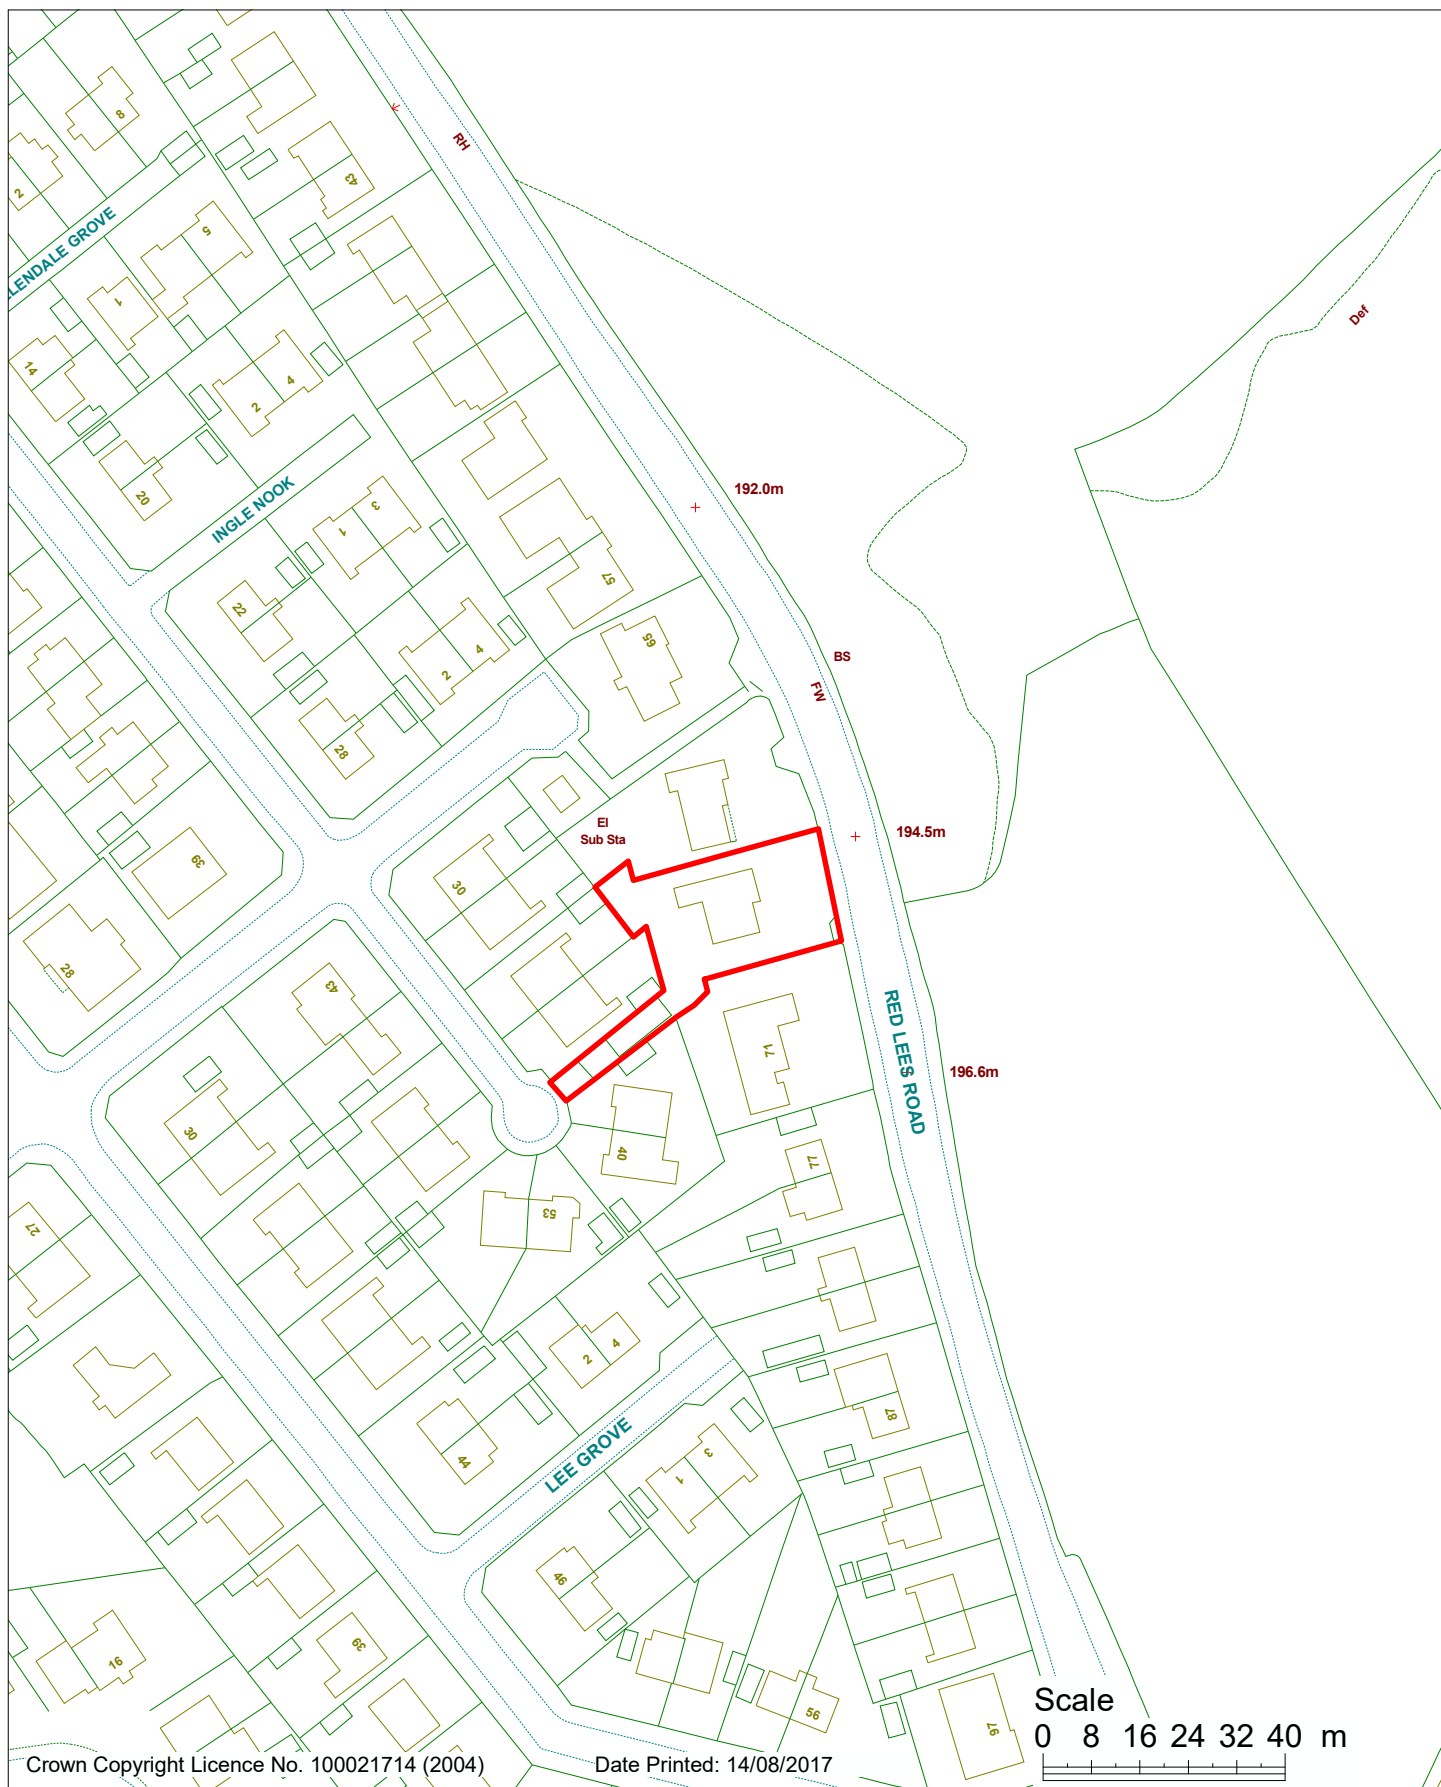 8
RH
2
43
LENDALE GROVE
5
1
Def
14
4
2
20
INGLE NOOK
192.0m
3
1
57
22
65
4
2
BS
FW
28
El
Sub Sta
194.5m
39
30
28
43
RED LEES ROAD
71
196.6m
30
40
77
53
27
4
2
87
LEE GROVE
44
3
1
46
39
16
56
97
Scale
0 8 16 24 32 40 m
Crown Copyright Licence No. 100021714 (2004)
Date Printed: 14/08/2017